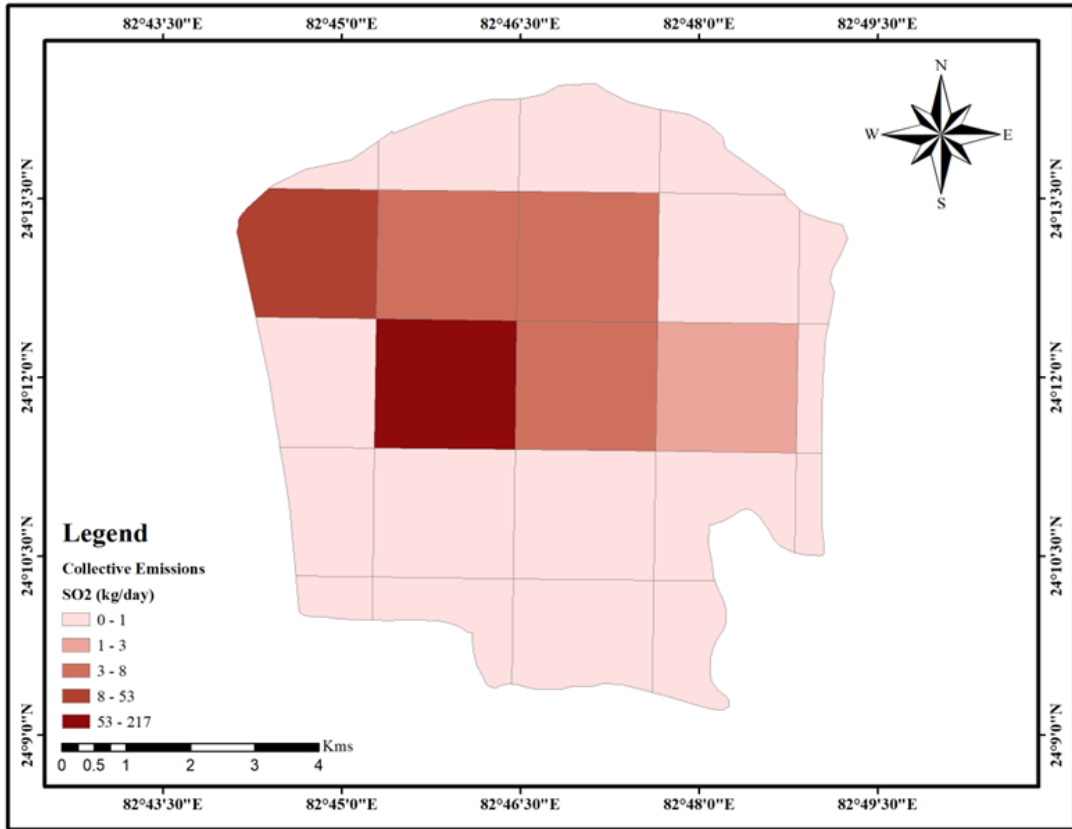 82°43'30"E 82°45'0"E 82°46'30"E 82°48'0"E 82°49'30"E
N
W E
S
24°13'30"N 24°13'30"N
24°12'0"N 24°12'0"N
24°10'30"N 24°10'30"N
24°9'0"N 24°9'0"N
Legend
Collective Emissions
SO2 (kg/day)
0 - 1
1 - 3
3 - 8
8 - 53
53 - 217
Kms
0 0.5 1 2 3 4
82°43'30"E 82°45'0"E 82°46'30"E 82°48'0"E 82°49'30"E